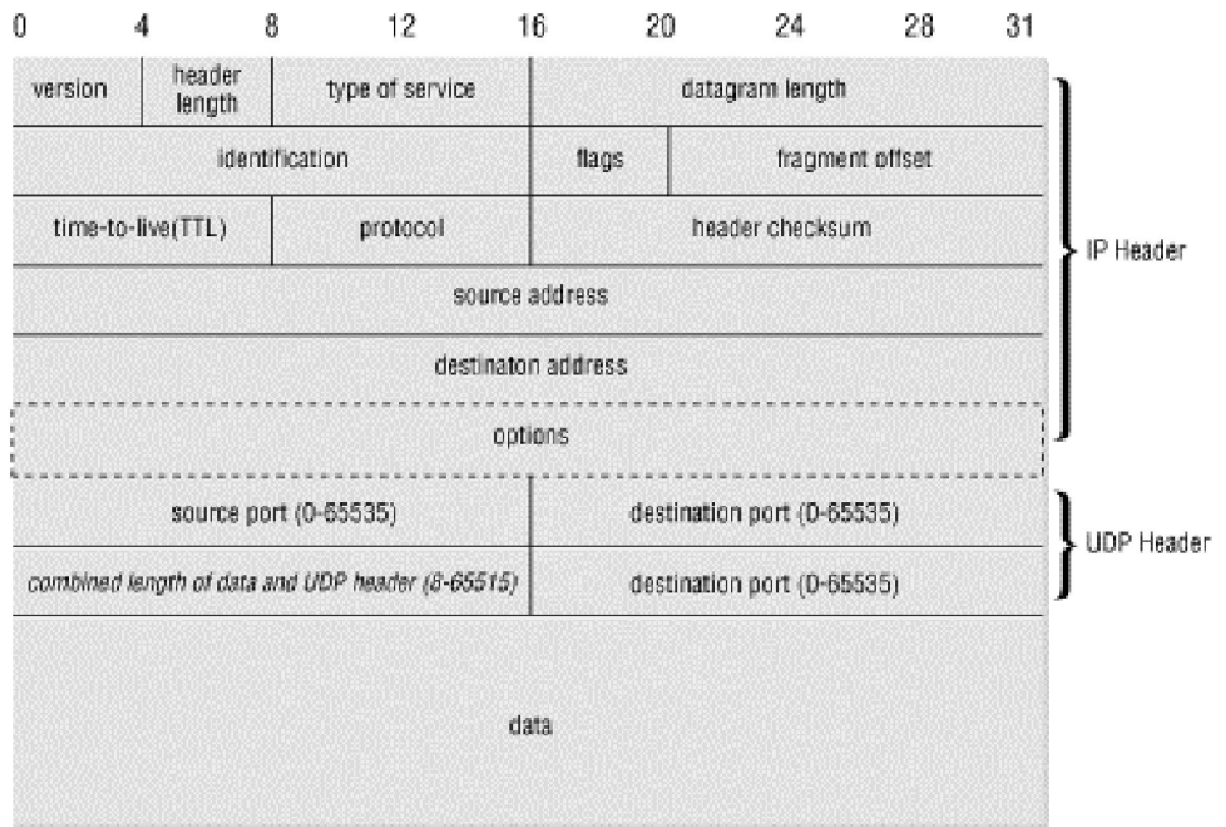 0 4 8 12 16 20 24 28 31
version header length type of service datagram length
identification flags fragment offset
time-to-live(TTL) protocol header checksum
IP Header
source address
destinaton address
options
source port (0-65535) destination port (0-65535)
UDP Header
combined length of data and UDP header (8-65515) destination port (0-65535)
data